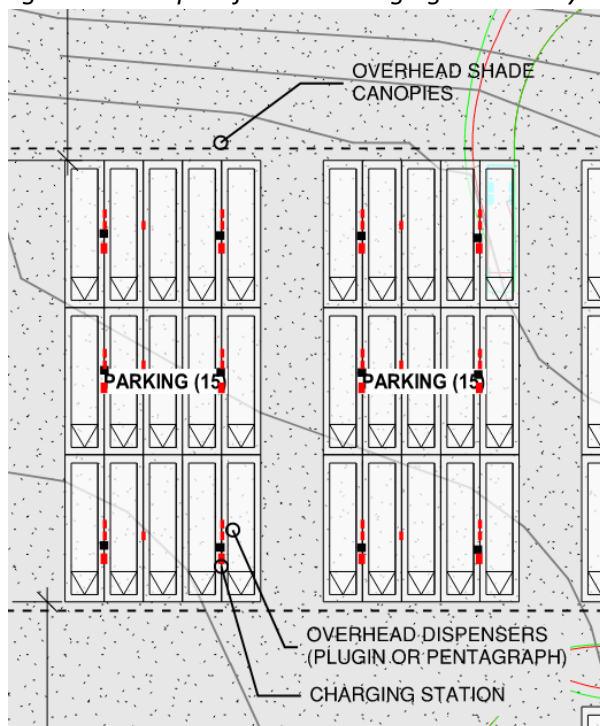 OVERHEAD SHADE
CANOPIES
PARKING (15)
PARKING (15)
OVERHEAD DISPENSERS
(PLUGIN OR PENTAGRAPH)
CHARGING STATION